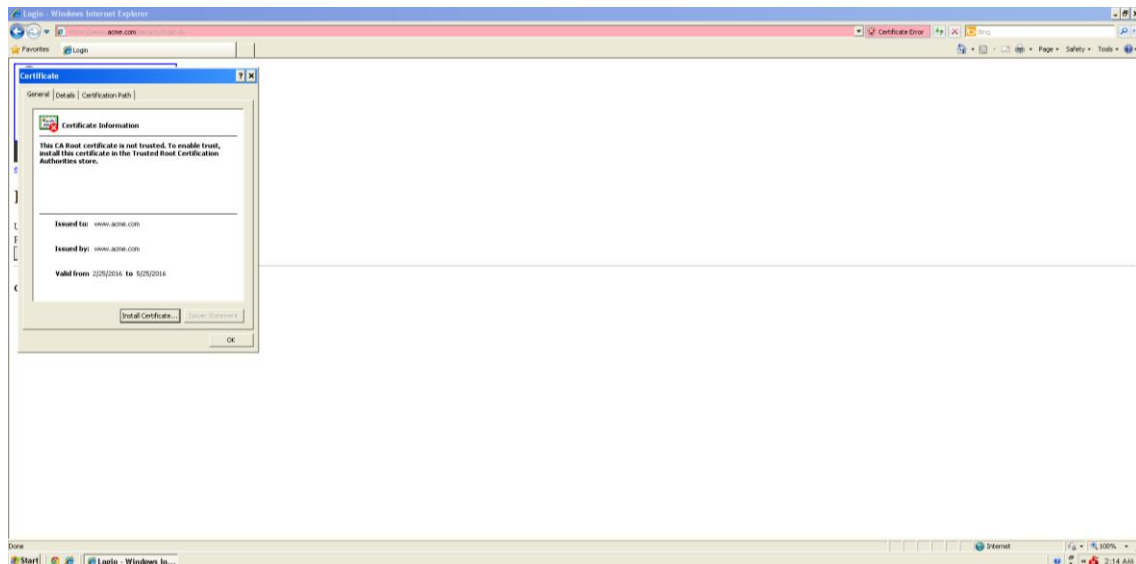 Login - Windows Internet Explorer
acme.com
Certificate Error
Bing
Favorites
Login
Page
Safety
Tools
Certificate
General
Details
Certification Path
Certificate Information
This CA Root certificate is not trusted. To enable trust,
install this certificate in the Trusted Root Certification
Authorities store.
Issued to: www.acme.com
Issued by: www.acme.com
Valid from 2/25/2016 to 5/25/2016
Install Certificate...
Issuer Statement
OK
Done
Internet
100%
Start
Login - Windows In...
2:14 AM